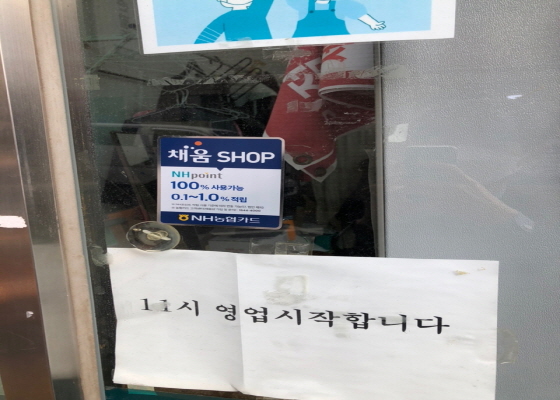 채움 SHOP
NHpoint
100% 사용가능
0.1~1.0% 적립
NH농협카드
11시 영업시작합니다